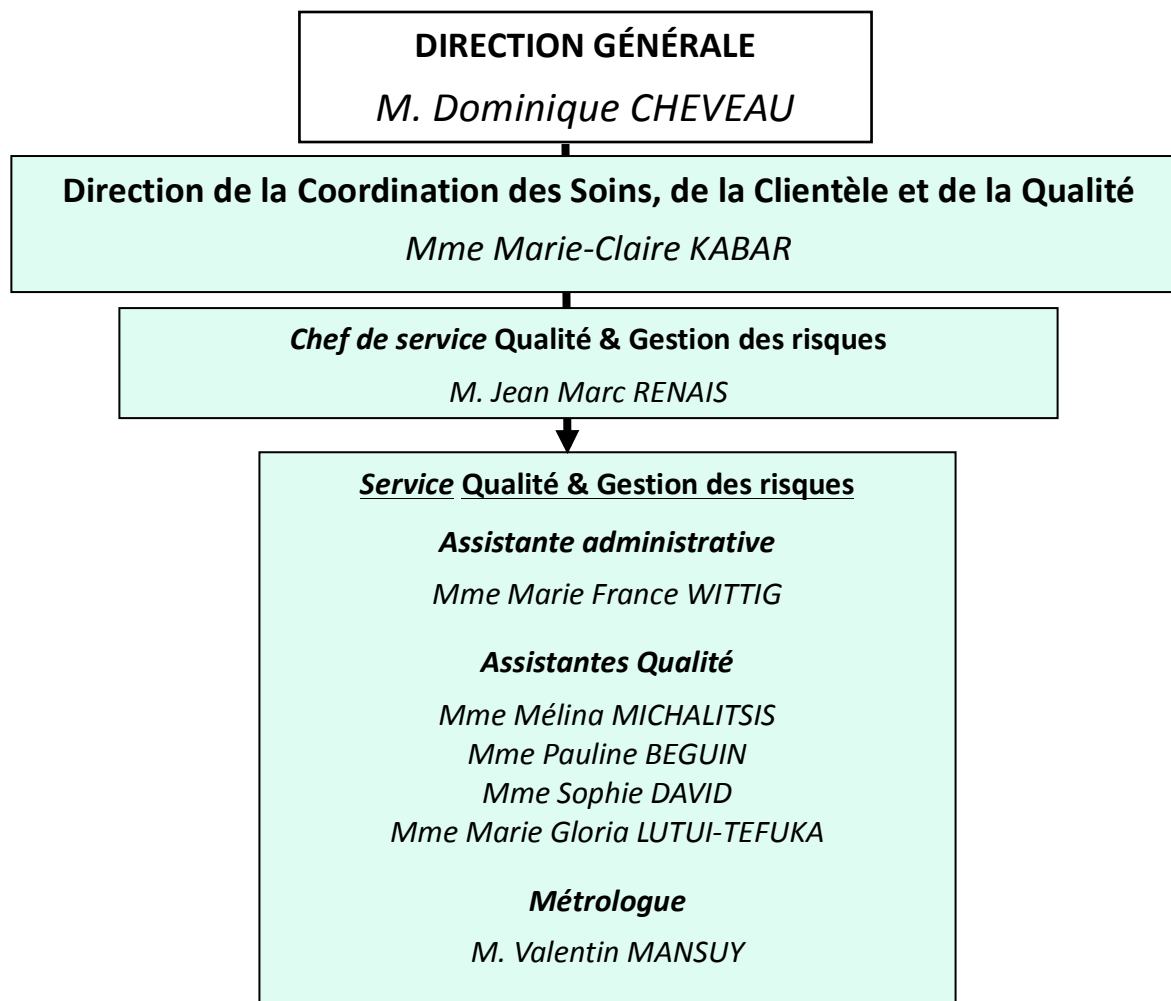 DIRECTION GÉNÉRALE
M. Dominique CHEVEAU
Direction de la Coordination des Soins, de la Clientèle et de la Qualité
Mme Marie-Claire KABAR
Chef de service Qualité & Gestion des risques
M. Jean Marc RENAIS
Service Qualité & Gestion des risques
Assistante administrative
Mme Marie France WITTIG
Assistantes Qualité
Mme Mélina MICHALITSIS
Mme Pauline BEGUIN
Mme Sophie DAVID
Mme Marie Gloria LUTUI-TEFUKA
Métrologue
M. Valentin MANSUY